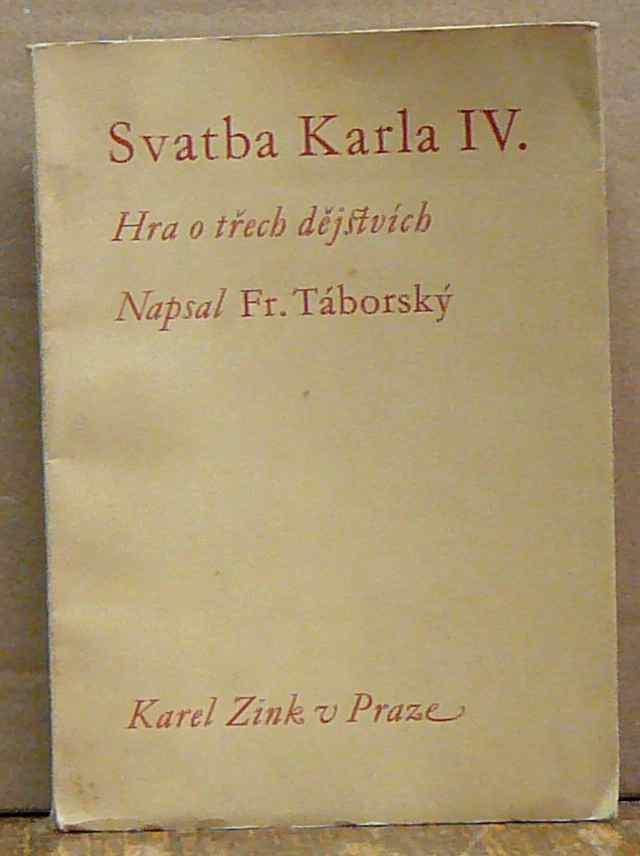 Svatba Karla IV.
Hra o třech dějstvích
Napsal Fr. Táborský
Karel Zink v Praze